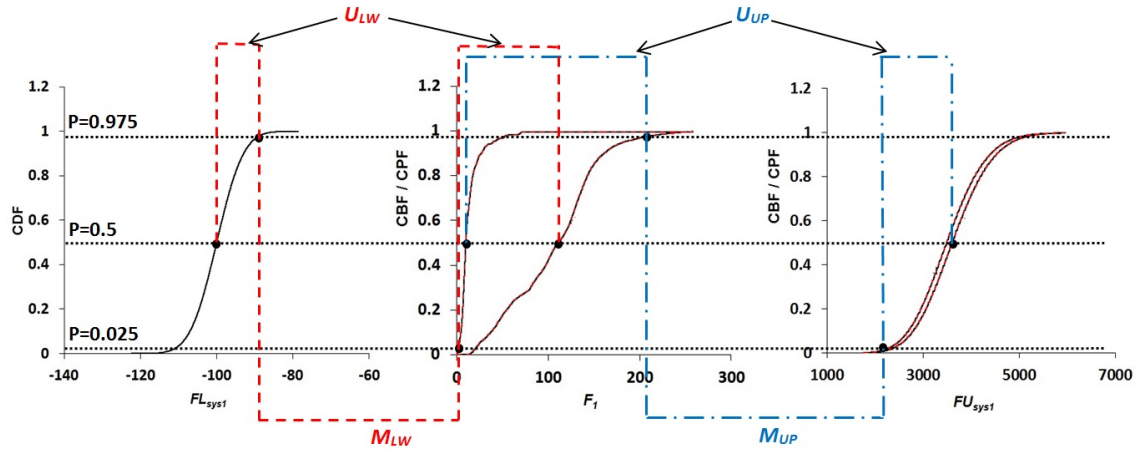 U_LW U_UP
1.2 1.2 1.2
P=0.975
1 1 1
0.8 0.8 0.8
CDF CBF / CPF CBF / CPF
0.6 0.6 0.6
P=0.5
0.4 0.4 0.4
0.2 0.2 0.2
P=0.025
0 0 0
-140 -100 -60 0 100 200 300 1000 3000 5000 7000
FL_sys1 F_1 FU_sys1
M_LW M_UP